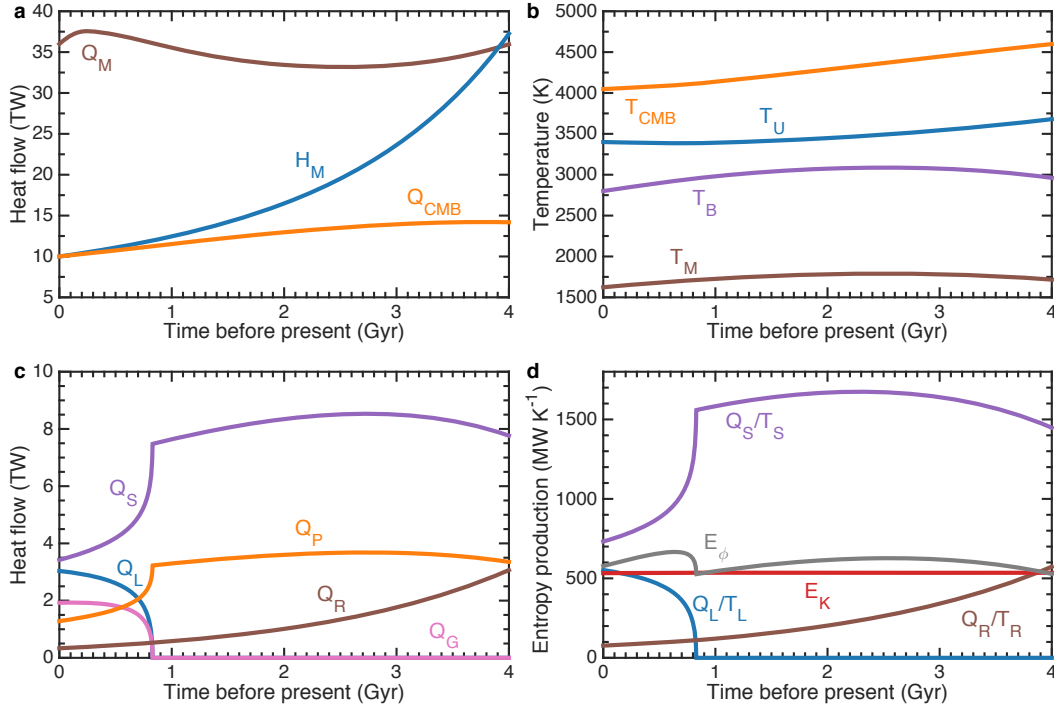 a
40
35
30
25
20
15
10
5
Heat flow (TW)
Q_M
H_M
Q_CMB
0 1 2 3 4
Time before present (Gyr)
b
5000
4500
4000
3500
3000
2500
2000
1500
Temperature (K)
T_CMB
T_U
T_B
T_M
0 1 2 3 4
Time before present (Gyr)
c
10
8
6
4
2
0
Heat flow (TW)
Q_S
Q_L
Q_P
Q_R
Q_G
0 1 2 3 4
Time before present (Gyr)
d
1500
1000
500
0
Entropy production (MW K⁻¹)
Q_S/T_S
E_ϕ
E_K
Q_L/T_L
Q_R/T_R
0 1 2 3 4
Time before present (Gyr)